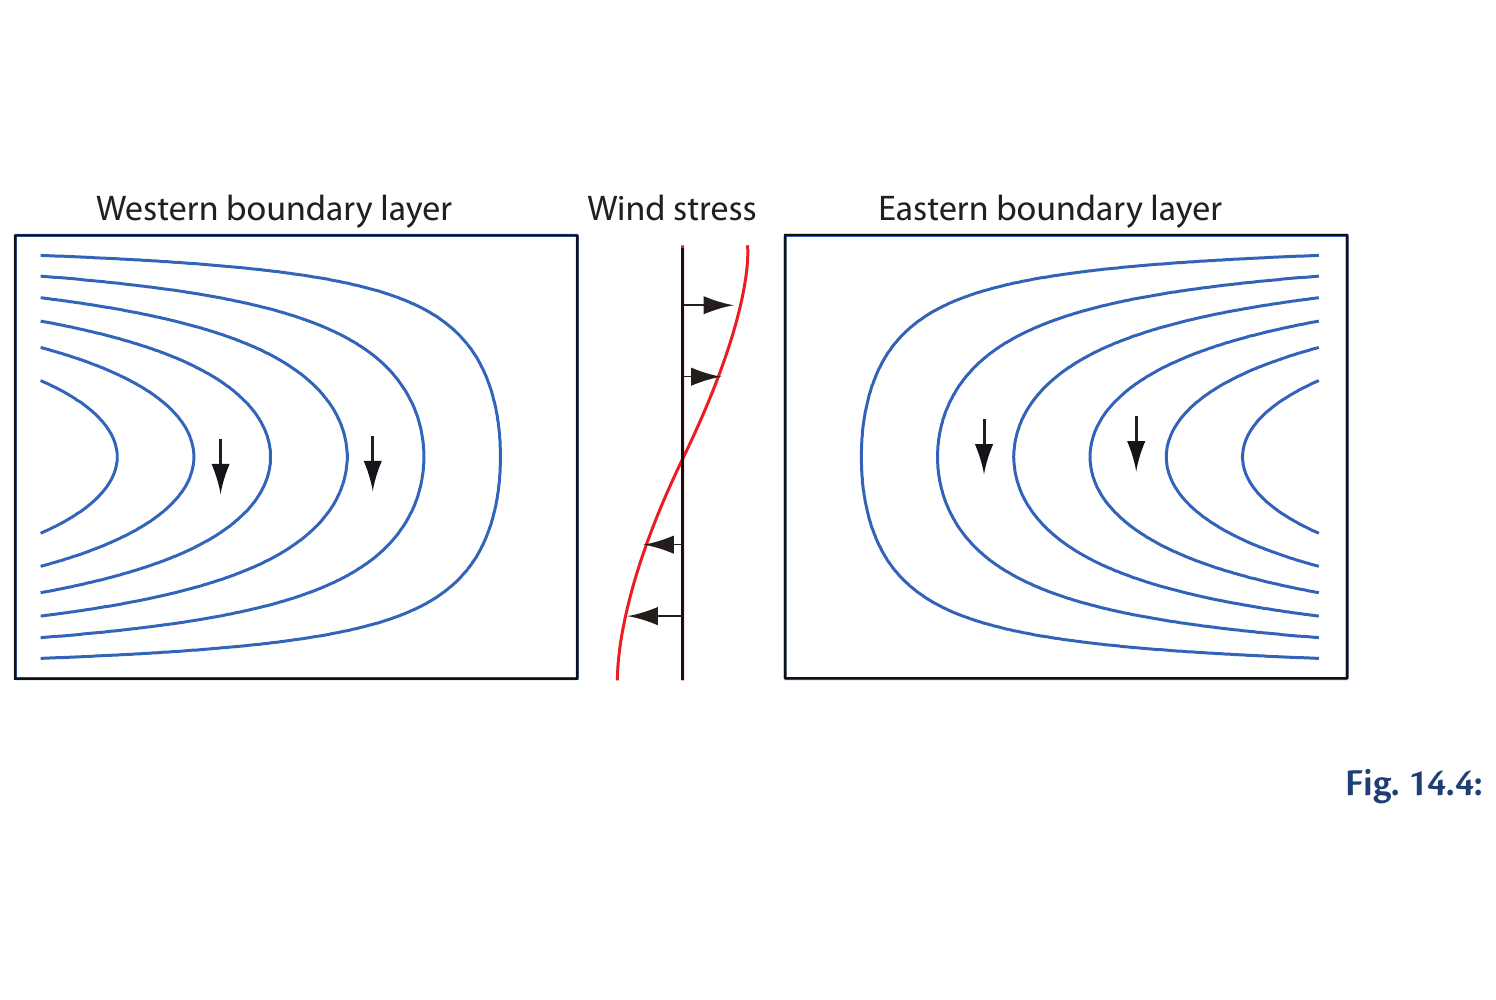 Western boundary layer
Wind stress
Eastern boundary layer
Fig. 14.4: